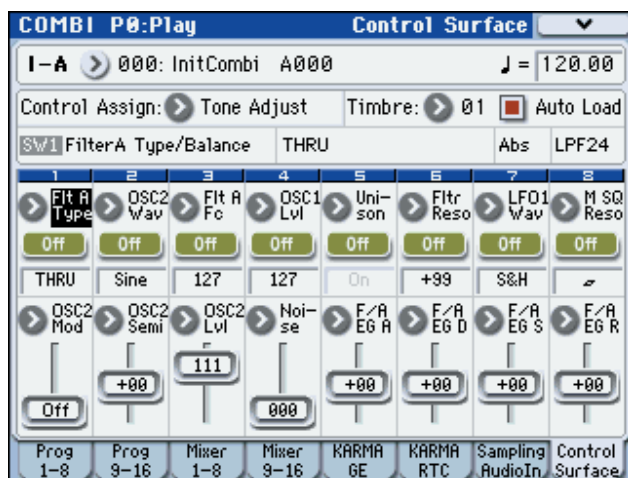 COMBI P0:Play Control Surface
I-A 000: InitCombi A000 ♩ = 120.00
Control Assign: Tone Adjust Timbre: 01 Auto Load
SW1 FilterA Type/Balance THRU Abs LPF24
1 2 3 4 5 6 7 8
Flt A Type OSC2 Wav Flt A Fc OSC1 Lvl Uni-son Fltr Reso LFO1 Wav M SQ Reso
Off Off Off Off Off Off Off Off
THRU Sine 127 127 On +99 S&H
OSC2 Mod OSC2 Semi OSC2 Lvl Noi-se F/A EG A F/A EG D F/A EG S F/A EG R
Off +00 111 000 +00 +00 +00 +00
Prog 1-8 Prog 9-16 Mixer 1-8 Mixer 9-16 KARMA GE KARMA RTC Sampling AudioIn Control Surface